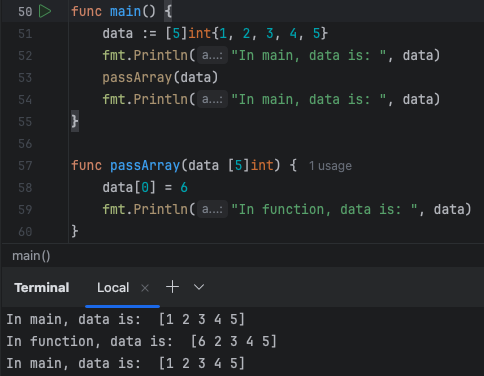 50 func main() {
51 data := [5]int{1, 2, 3, 4, 5}
52 fmt.Println( a...: "In main, data is: ", data)
53 passArray(data)
54 fmt.Println( a...: "In main, data is: ", data)
55 }
56
57 func passArray(data [5]int) { 1 usage
58 data[0] = 6
59 fmt.Println( a...: "In function, data is: ", data)
60 }
main()
Terminal Local × + ⌄
In main, data is:  [1 2 3 4 5]
In function, data is:  [6 2 3 4 5]
In main, data is:  [1 2 3 4 5]